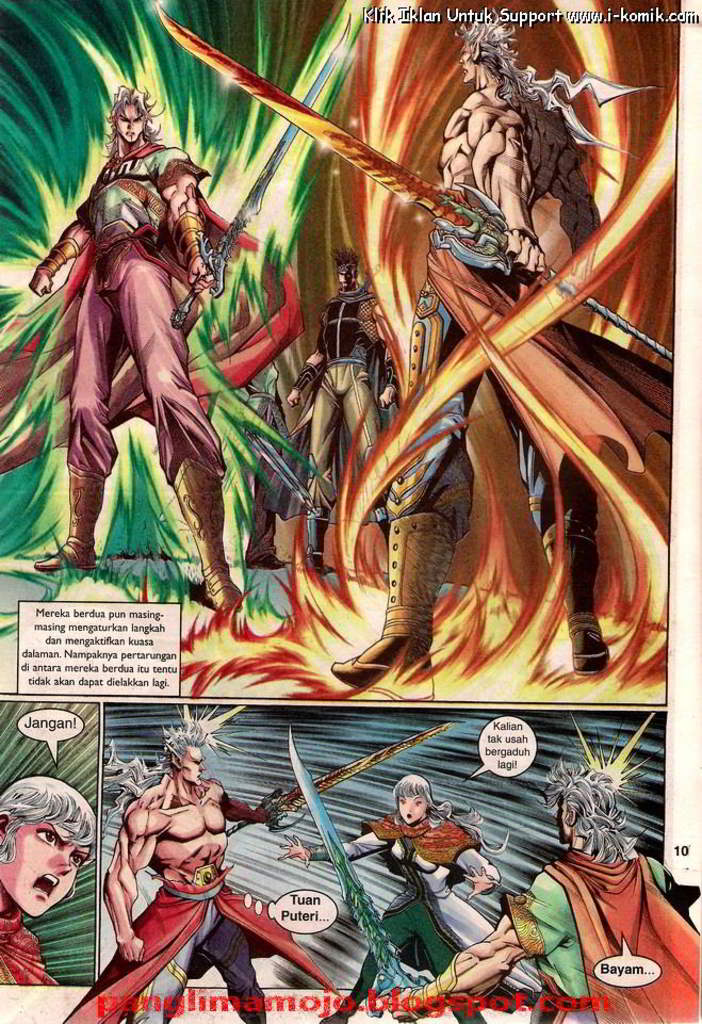 Klik Iklan Untuk Support www.i-komik.com
Mereka berdua pun masing-
masing mengaturkan langkah
dan mengaktifkan kuasa
dalaman. Nampaknya pertarungan
di antara mereka berdua itu tentu
tidak akan dapat dielakkan lagi.
Jangan!
Kalian
tak usah
bergaduh
lagi!
Tuan
Puteri...
Bayam...
10
panglimamojo.blogspot.com